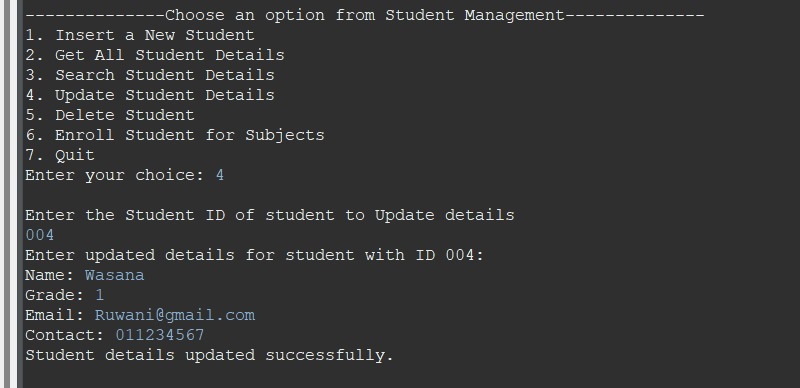 --------------Choose an option from Student Management--------------
1. Insert a New Student
2. Get All Student Details
3. Search Student Details
4. Update Student Details
5. Delete Student
6. Enroll Student for Subjects
7. Quit
Enter your choice: 4
Enter the Student ID of student to Update details
004
Enter updated details for student with ID 004:
Name: Wasana
Grade: 1
Email: Ruwani@gmail.com
Contact: 011234567
Student details updated successfully.